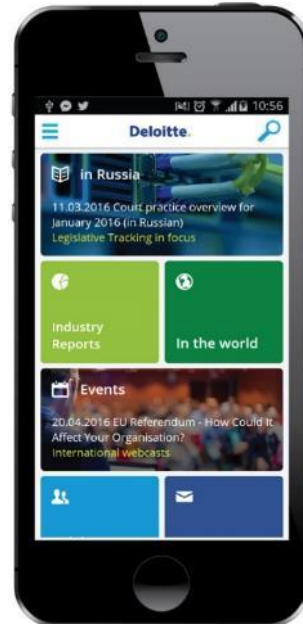 10:56
Deloitte.
in Russia
11.03.2016 Court practice overview for
January 2016 (in Russian)
Legislative Tracking in focus
Industry
Reports
In the world
Events
20.04.2016 EU Referendum - How Could It
Affect Your Organisation?
International webcasts